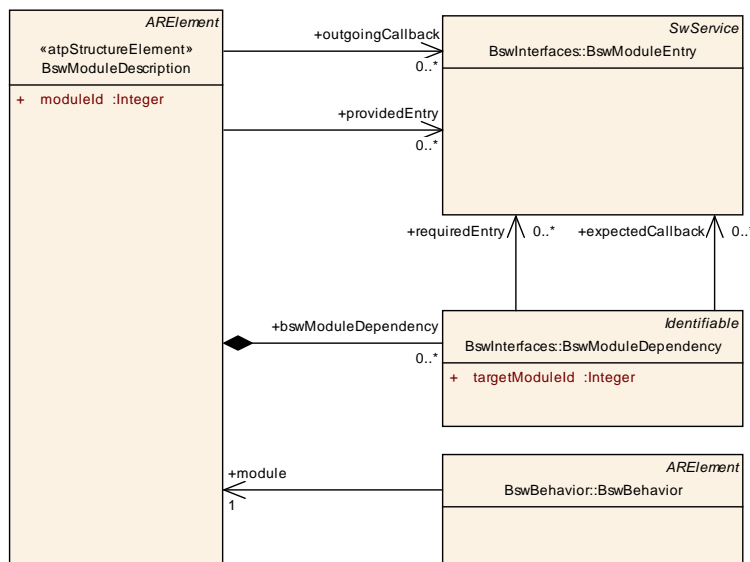 ARElement
«atpStructureElement»
BswModuleDescription
+ moduleId :Integer
+outgoingCallback
0..*
+providedEntry
0..*
SwService
BswInterfaces::BswModuleEntry
+requiredEntry
0..*
+expectedCallback
0..
+bswModuleDependency
0..*
Identifiable
BswInterfaces::BswModuleDependency
+ targetModuleId :Integer
+module
1
ARElement
BswBehavior::BswBehavior